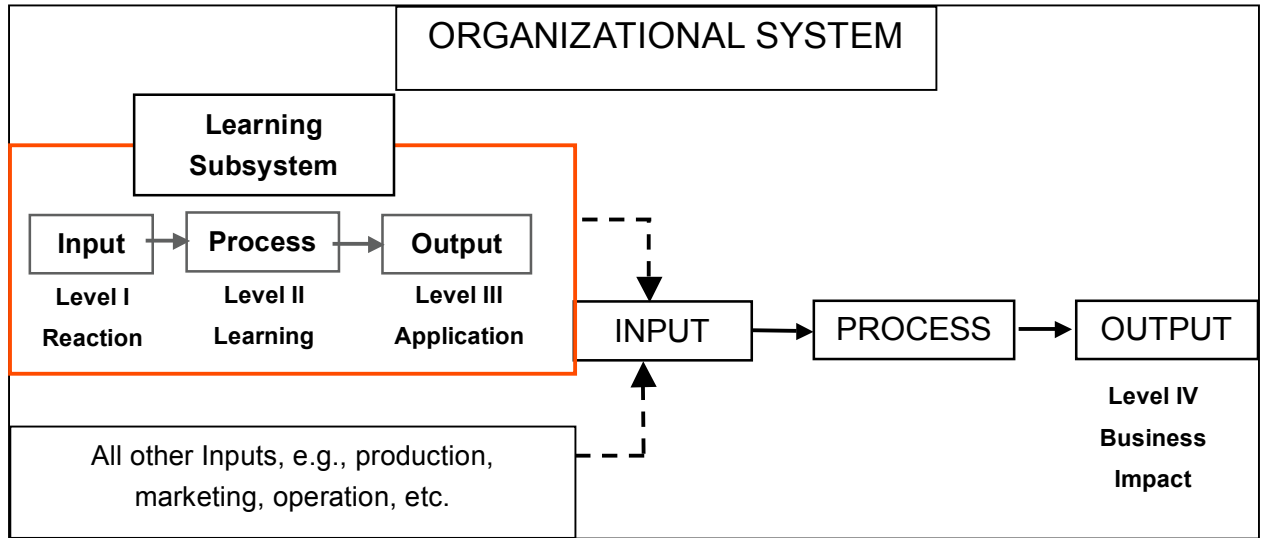 ORGANIZATIONAL SYSTEM
Learning
Subsystem
Input
Process
Output
Level I
Reaction
Level II
Learning
Level III
Application
INPUT
PROCESS
OUTPUT
Level IV
Business
Impact
All other Inputs, e.g., production,
marketing, operation, etc.